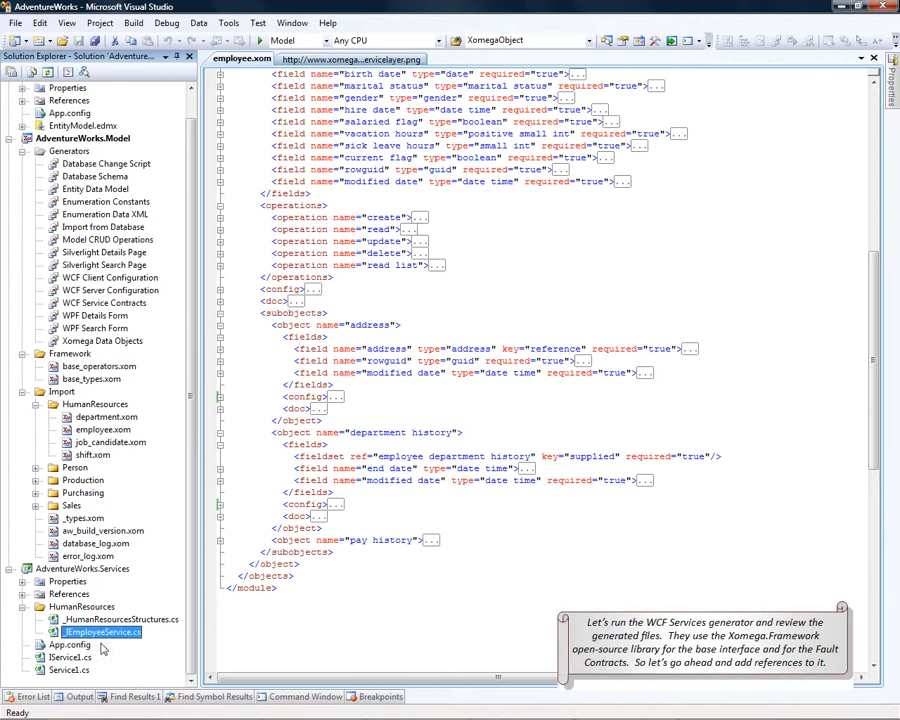 AdventureWorks - Microsoft Visual Studio
File Edit View Project Build Debug Data Tools Test Window Help
Model Any CPU XomegaObject
Solution Explorer - Solution 'Adventure...
employee.xom http://www.xomega...ervicelayer.png
Properties
Properties
References
App.config
EntityModel.edmx
AdventureWorks.Model
Generators
Database Change Script
Database Schema
Entity Data Model
Enumeration Constants
Enumeration Data XML
Import from Database
Model CRUD Operations
Silverlight Details Page
Silverlight Search Page
WCF Client Configuration
WCF Server Configuration
WCF Service Contracts
WPF Details Form
WPF Search Form
Xomega Data Objects
Framework
base_operators.xom
base_types.xom
Import
HumanResources
department.xom
employee.xom
job_candidate.xom
shift.xom
Person
Production
Purchasing
Sales
_types.xom
aw_build_version.xom
database_log.xom
error_log.xom
AdventureWorks.Services
Properties
References
HumanResources
_HumanResourcesStructures.cs
_IEmployeeService.cs
App.config
IService1.cs
Service1.cs
<field name="birth date" type="date" required="true">...
<field name="marital status" type="marital status" required="true">...
<field name="gender" type="gender" required="true">...
<field name="hire date" type="date time" required="true">...
<field name="salaried flag" type="boolean" required="true">...
<field name="vacation hours" type="positive small int" required="true">...
<field name="sick leave hours" type="small int" required="true">...
<field name="current flag" type="boolean" required="true">...
<field name="rowguid" type="guid" required="true">...
<field name="modified date" type="date time" required="true">...
</fields>
<operations>
<operation name="create">...
<operation name="read">...
<operation name="update">...
<operation name="delete">...
<operation name="read list">...
</operations>
<config>...
<doc>...
<subobjects>
<object name="address">
<fields>
<field name="address" type="address" key="reference" required="true">...
<field name="rowguid" type="guid" required="true">...
<field name="modified date" type="date time" required="true">...
</fields>
<config>...
<doc>...
</object>
<object name="department history">
<fields>
<fieldset ref="employee department history" key="supplied" required="true"/>
<field name="end date" type="date time">...
<field name="modified date" type="date time" required="true">...
</fields>
<config>...
<doc>...
</object>
<object name="pay history">...
</subobjects>
</object>
</objects>
</module>
Let's run the WCF Services generator and review the
generated files. They use the Xomega.Framework
open-source library for the base interface and for the Fault
Contracts. So let's go ahead and add references to it.
Error List Output Find Results 1 Find Symbol Results Command Window Breakpoints
Ready